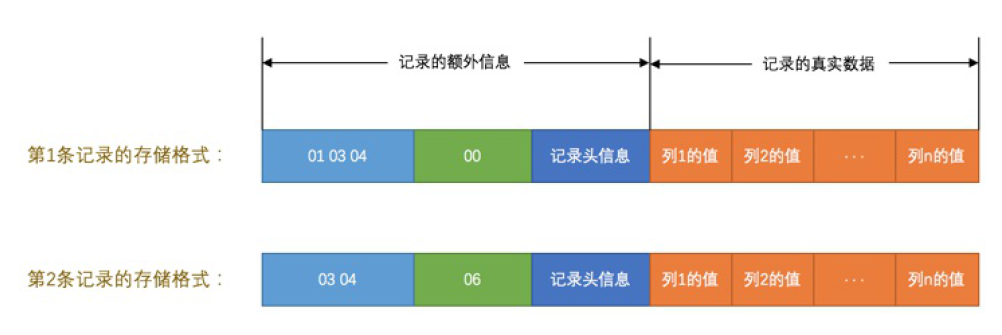 记录的额外信息 记录的真实数据
第1条记录的存储格式： 01 03 04 00 记录头信息 列1的值 列2的值 ... 列n的值
第2条记录的存储格式： 03 04 06 记录头信息 列1的值 列2的值 ... 列n的值